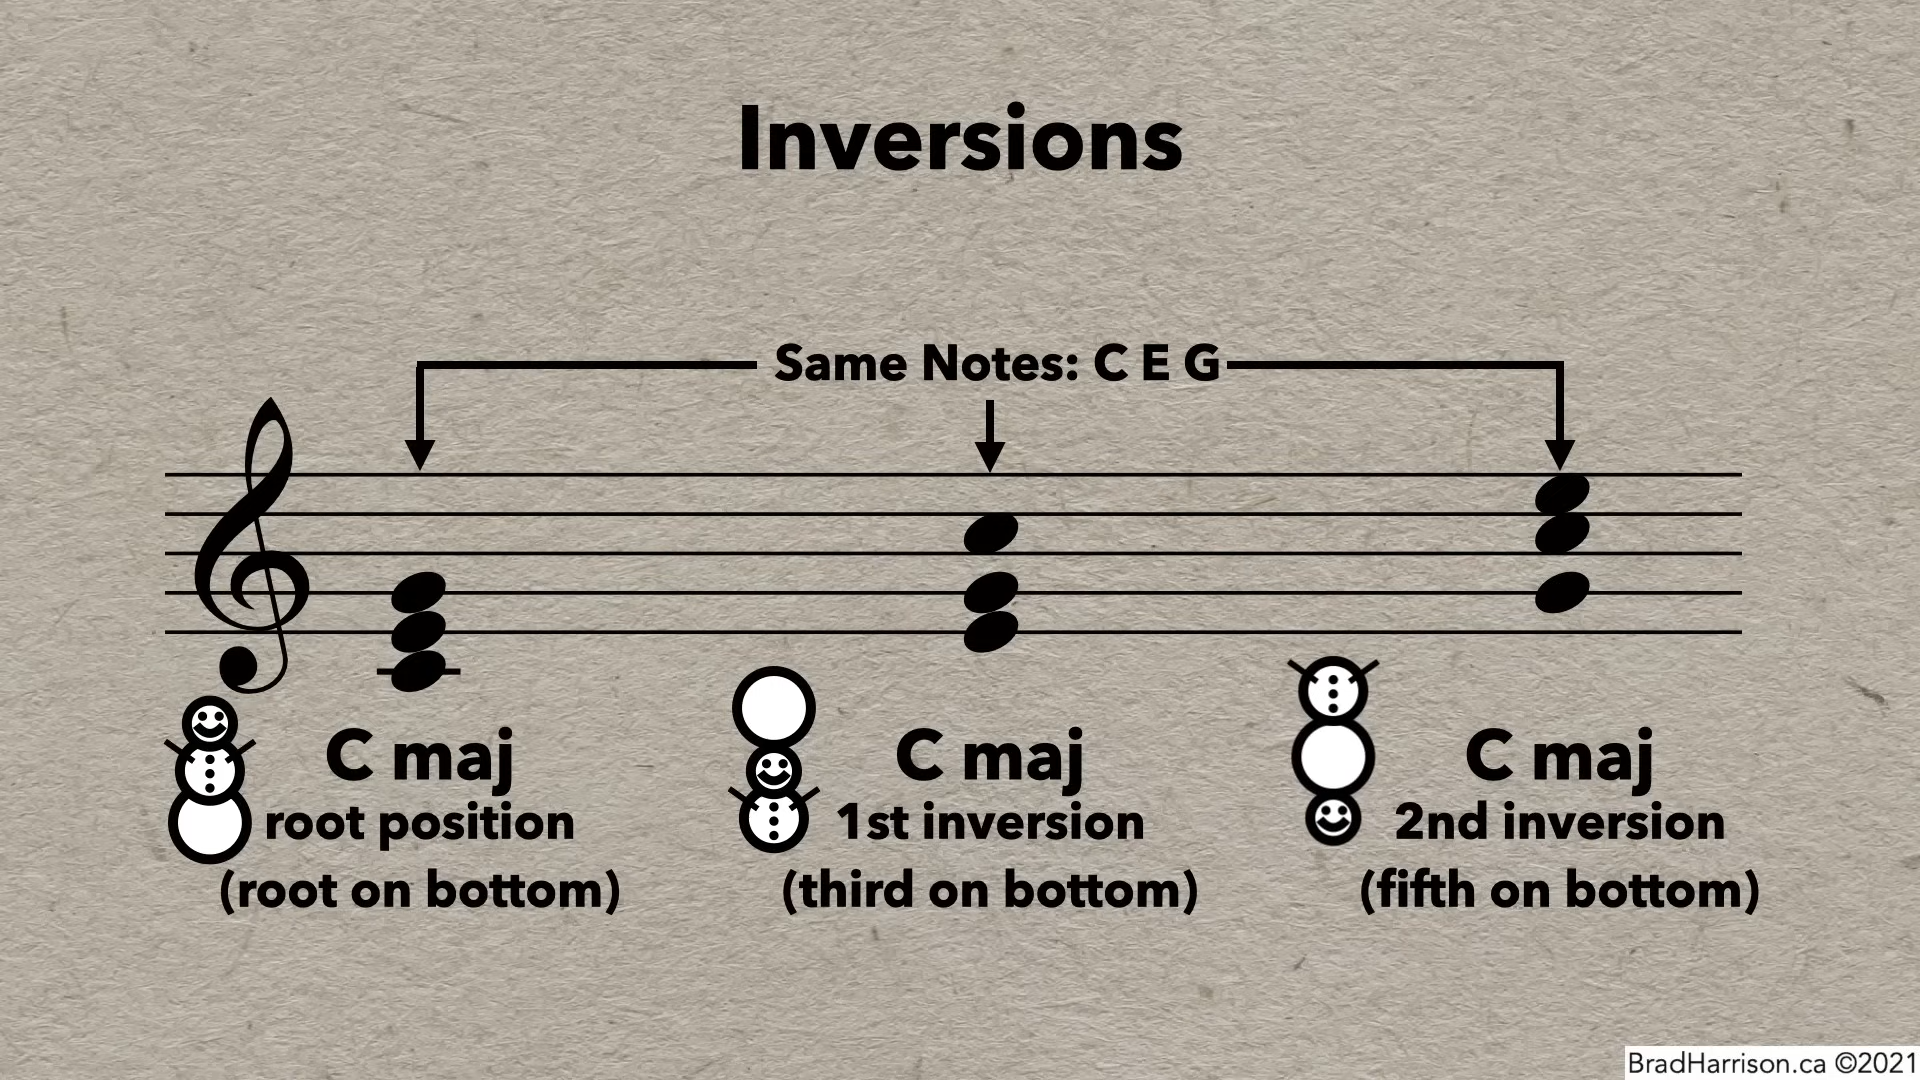 Inversions
Same Notes: C E G
C maj
root position
(root on bottom)
C maj
1st inversion
(third on bottom)
C maj
2nd inversion
(fifth on bottom)
BradHarrison.ca ©2021